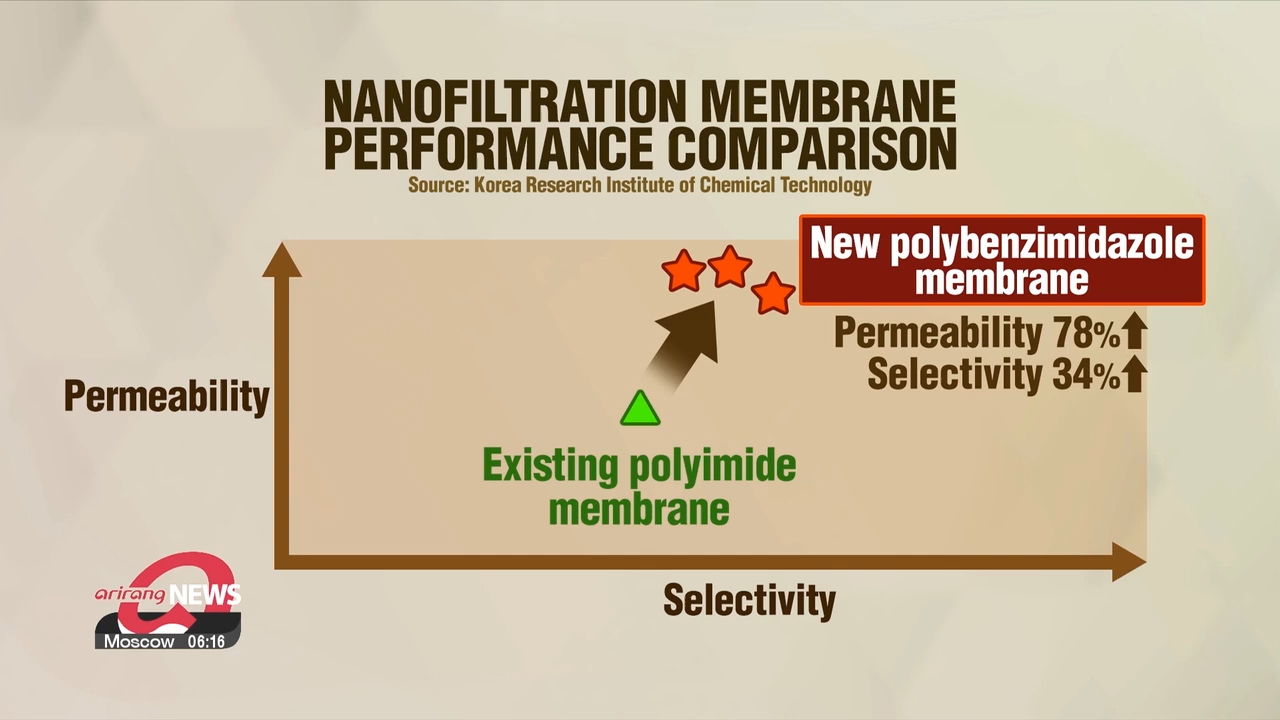 NANOFILTRATION MEMBRANE
PERFORMANCE COMPARISON
Source: Korea Research Institute of Chemical Technology
New polybenzimidazole
membrane
Permeability 78%
Selectivity 34%
Permeability
Existing polyimide
membrane
Selectivity
arirang NEWS
Moscow 06:16